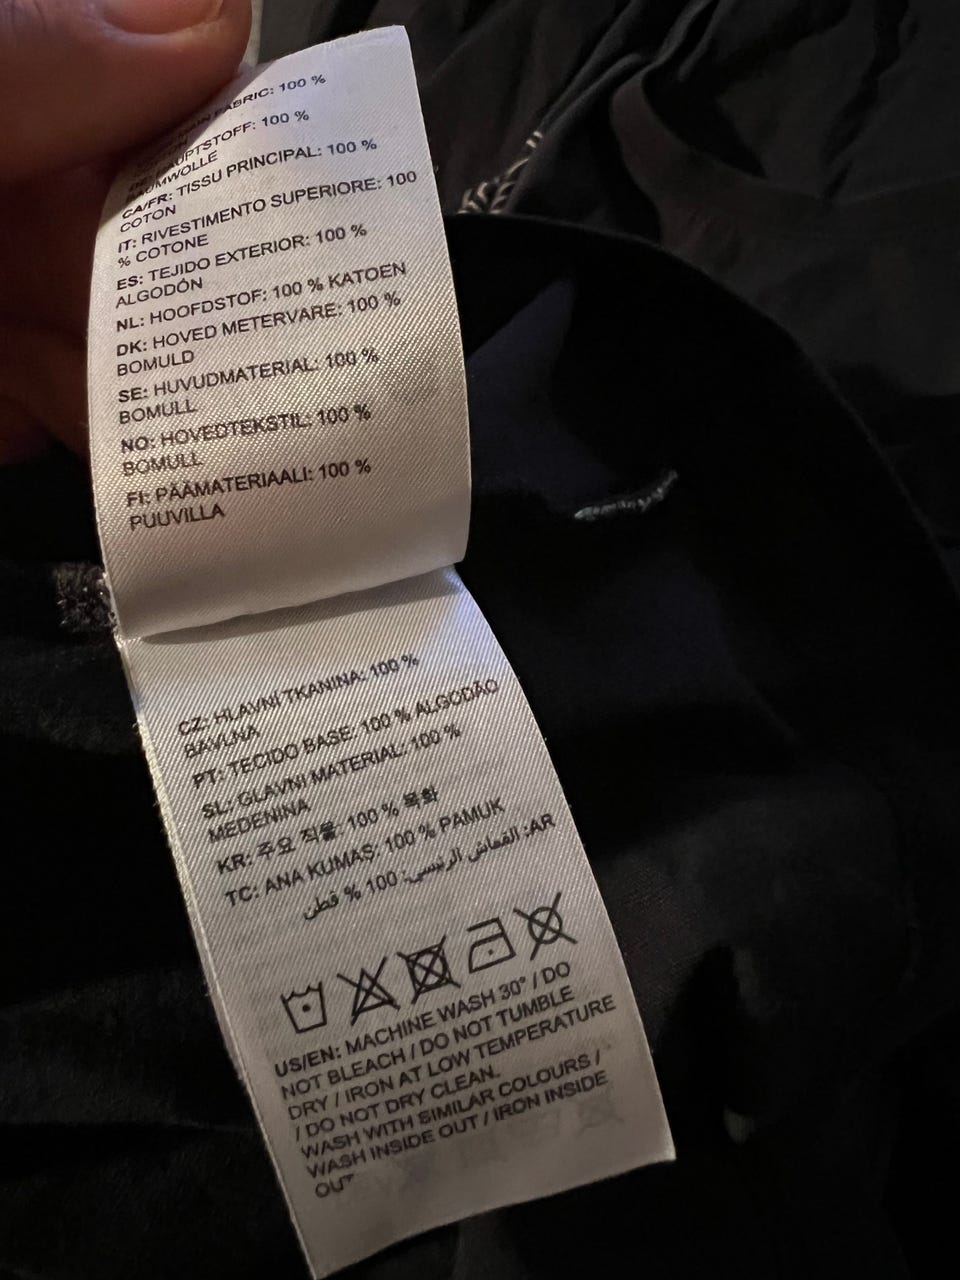 FABRIC: 100 %
HAUPTSTOFF: 100 %
BAUMWOLLE
CA/FR: TISSU PRINCIPAL: 100 %
COTON
IT: RIVESTIMENTO SUPERIORE: 100
% COTONE
ES: TEJIDO EXTERIOR: 100 %
ALGODÓN
NL: HOOFDSTOF: 100 % KATOEN
DK: HOVED METERVARE: 100 %
BOMULD
SE: HUVUDMATERIAL: 100 %
BOMULL
NO: HOVEDTEKSTIL: 100 %
BOMULL
FI: PÄÄMATERIAALI: 100 %
PUUVILLA
CZ: HLAVNÍ TKANINA: 100 %
BAVLNA
PT: TECIDO BASE: 100 % ALGODÃO
SL: GLAVNI MATERIAL: 100 %
MEDENINA
KR: 주요 직물: 100 % 목화
TC: ANA KUMAŞ: 100 % PAMUK
AR: القماش الرئيسي: 100 % قطن
US/EN: MACHINE WASH 30° / DO
NOT BLEACH / DO NOT TUMBLE
DRY / IRON AT LOW TEMPERATURE
/ DO NOT DRY CLEAN.
WASH WITH SIMILAR COLOURS /
WASH INSIDE OUT / IRON INSIDE
OUT